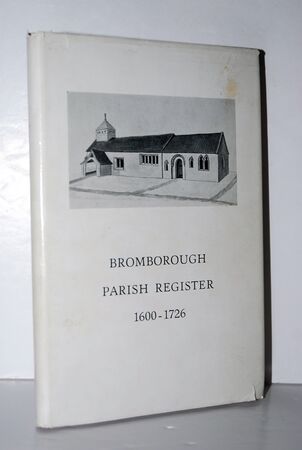 BROMBOROUGH
PARISH REGISTER
1600-1726